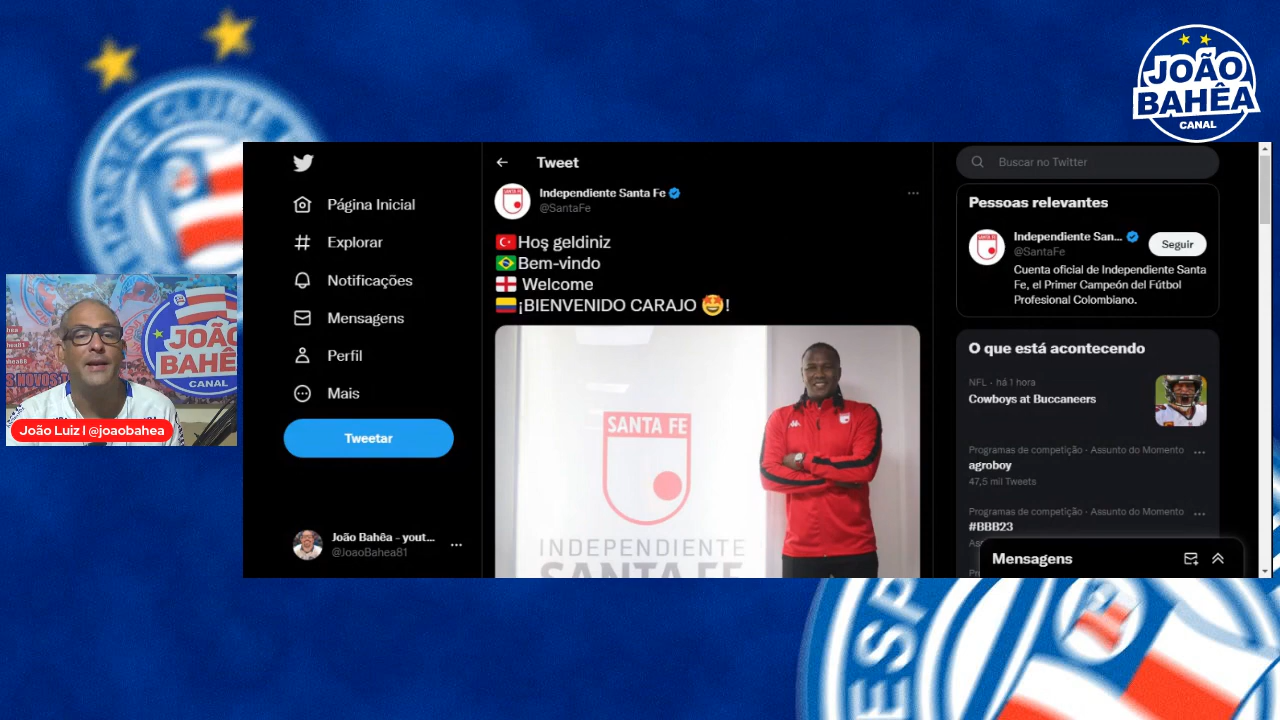 JOÃO
BAHÊA
CANAL
Página Inicial
Explorar
Notificações
Mensagens
Perfil
Mais
Tweetar
João Bahêa - yout...
@JoaoBahea81
Tweet
Independiente Santa Fe
@SantaFe
Hoş geldiniz
Bem-vindo
Welcome
¡BIENVENIDO CARAJO 🤩!
SANTA FE
INDEPENDIENTE
SANTA FE
Buscar no Twitter
Pessoas relevantes
Independiente San...
@SantaFe
Seguir
Cuenta oficial de Independiente Santa
Fe, el Primer Campeón del Fútbol
Profesional Colombiano.
O que está acontecendo
NFL · há 1 hora
Cowboys at Buccaneers
Programas de competição · Assunto do Momento
agroboy
47,5 mil Tweets
Programas de competição · Assunto do Momento
#BBB23
Mensagens
JOÃO
BAHÊA
CANAL
João Luiz | @joaobahea
ESP